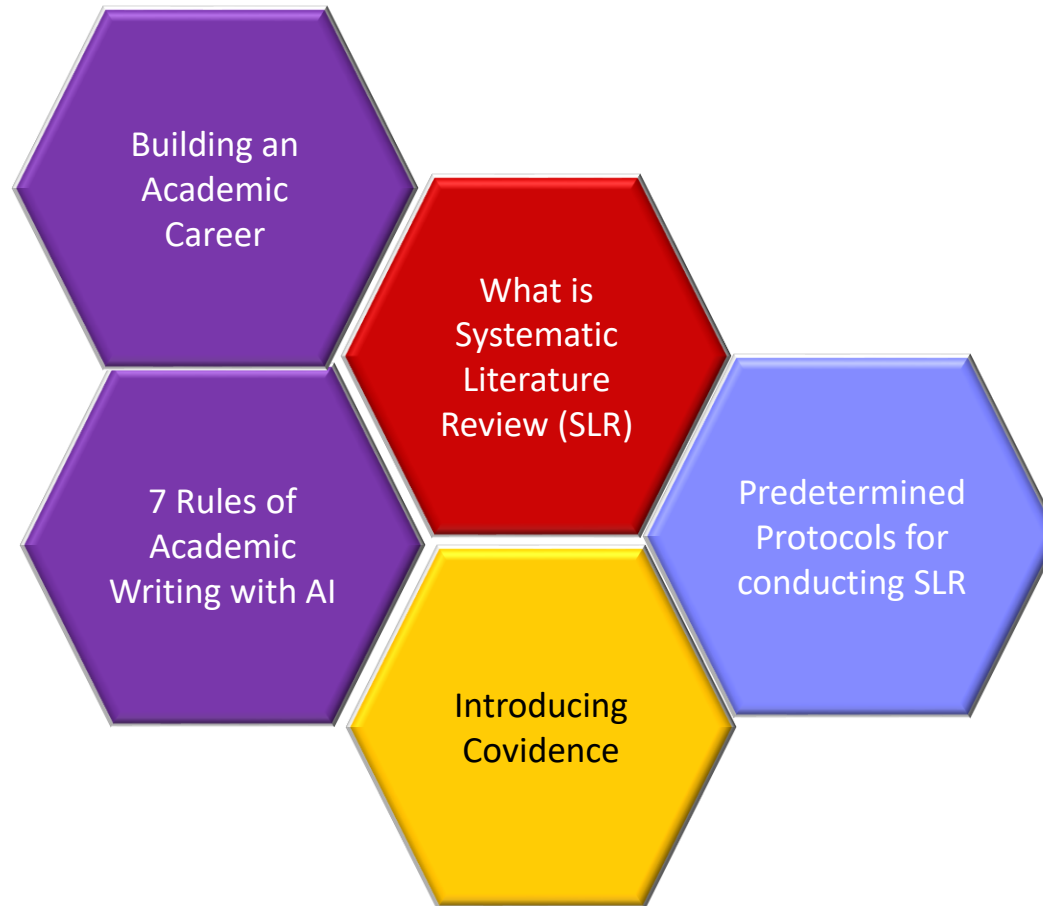 Building an
Academic
Career
What is
Systematic
Literature
Review (SLR)
7 Rules of
Academic
Writing with AI
Predetermined
Protocols for
conducting SLR
Introducing
Covidence